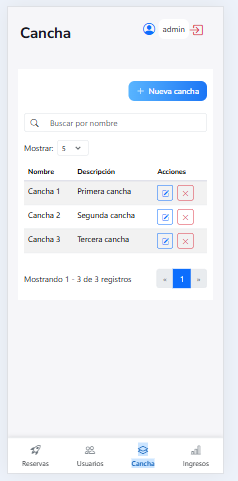 Cancha
admin
+ Nueva cancha
Buscar por nombre
Mostrar: 5
Nombre Descripción Acciones
Cancha 1 Primera cancha
Cancha 2 Segunda cancha
Cancha 3 Tercera cancha
Mostrando 1 - 3 de 3 registros
« 1 »
Reservas Usuarios Cancha Ingresos